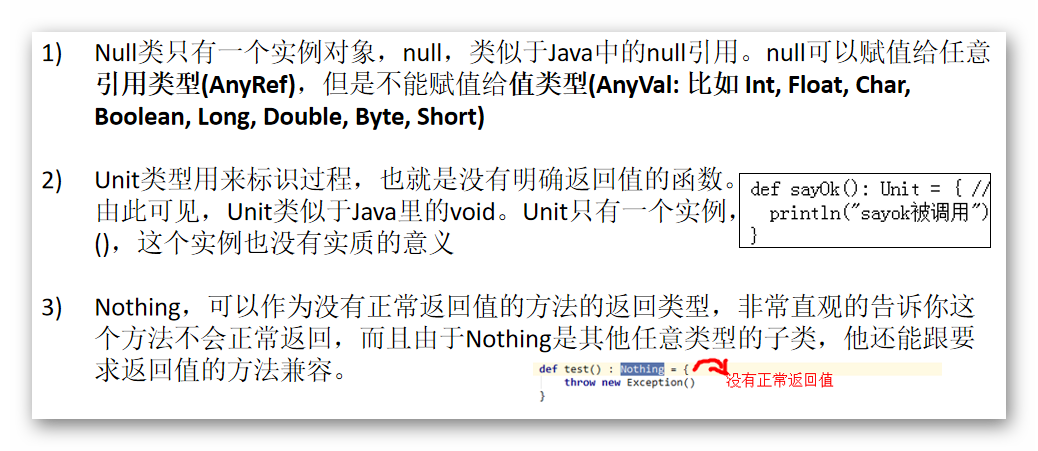 1) Null类只有一个实例对象，null，类似于Java中的null引用。null可以赋值给任意
引用类型(AnyRef)，但是不能赋值给值类型(AnyVal: 比如 Int, Float, Char,
Boolean, Long, Double, Byte, Short)
2) Unit类型用来标识过程，也就是没有明确返回值的函数。
由此可见，Unit类似于Java里的void。Unit只有一个实例，
()，这个实例也没有实质的意义
def sayOk(): Unit = { //
println("sayok被调用")
}
3) Nothing，可以作为没有正常返回值的方法的返回类型，非常直观的告诉你这
个方法不会正常返回，而且由于Nothing是其他任意类型的子类，他还能跟要
求返回值的方法兼容。
def test() : Nothing = {
throw new Exception()
}
没有正常返回值